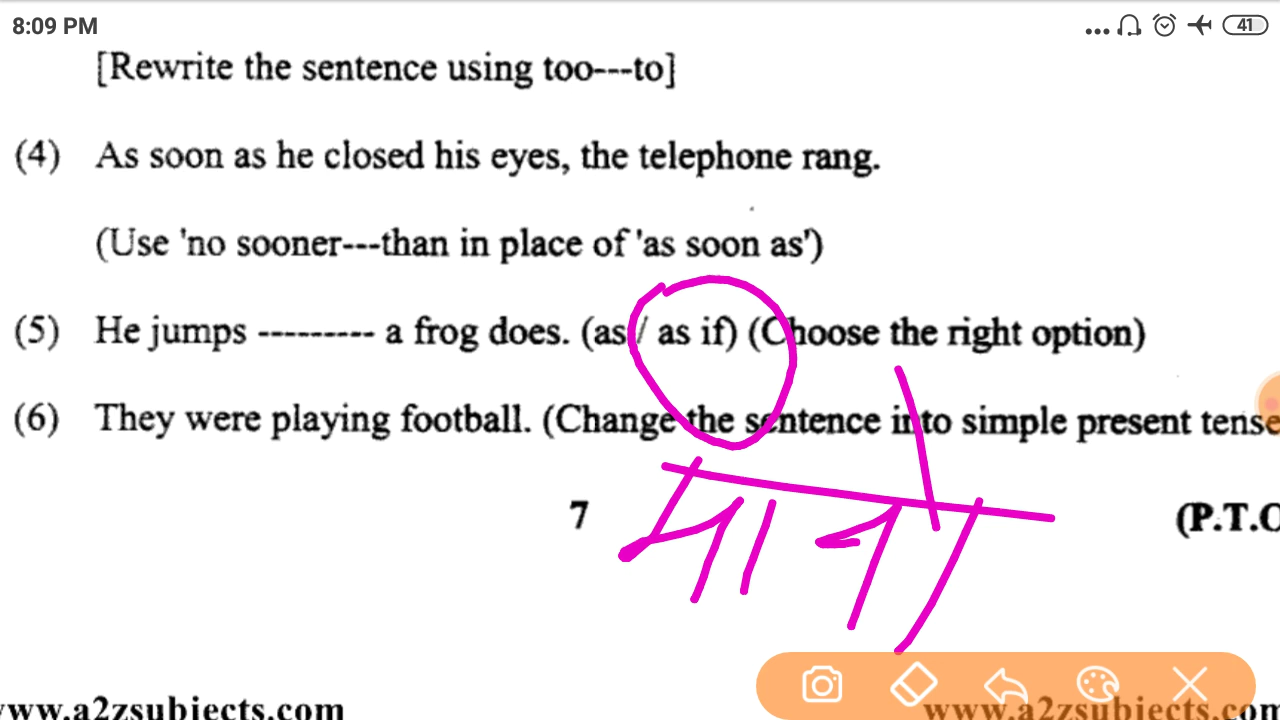 8:09 PM
41
[Rewrite the sentence using too---to]
(4) As soon as he closed his eyes, the telephone rang.
(Use 'no sooner---than in place of 'as soon as')
(5) He jumps --------- a frog does. (as / as if) (Choose the right option)
(6) They were playing football. (Change the sentence into simple present tense
7 (P.T.O
www.a2zsubjects.com www.a2zsubjects.com